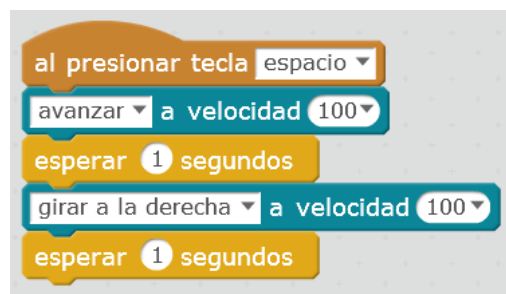 al presionar tecla espacio
avanzar a velocidad 100
esperar 1 segundos
girar a la derecha a velocidad 100
esperar 1 segundos